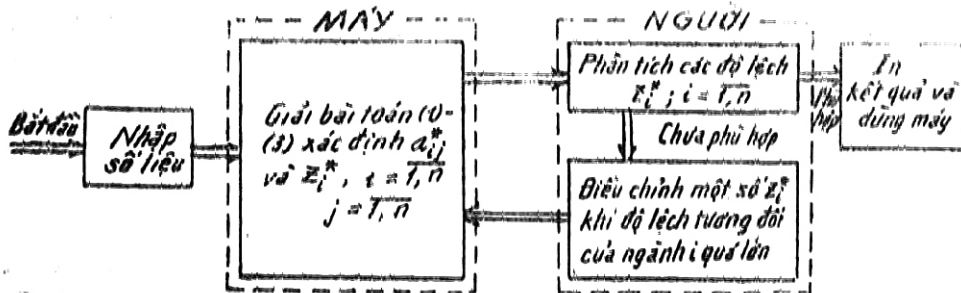 MÁY
NGƯỜI
Bắt đầu
Nhập
số liệu
Giải bài toán (1)-
(3) xác định a*ij
và z*i, i = 1,n
j = 1,n
Phân tích các độ lệch
z*i ; i = 1,n
Phù
hợp
In
kết quả và
dừng máy
Chưa phù hợp
Điều chỉnh một số z*i
khi độ lệch tương đối
của ngành i quá lớn